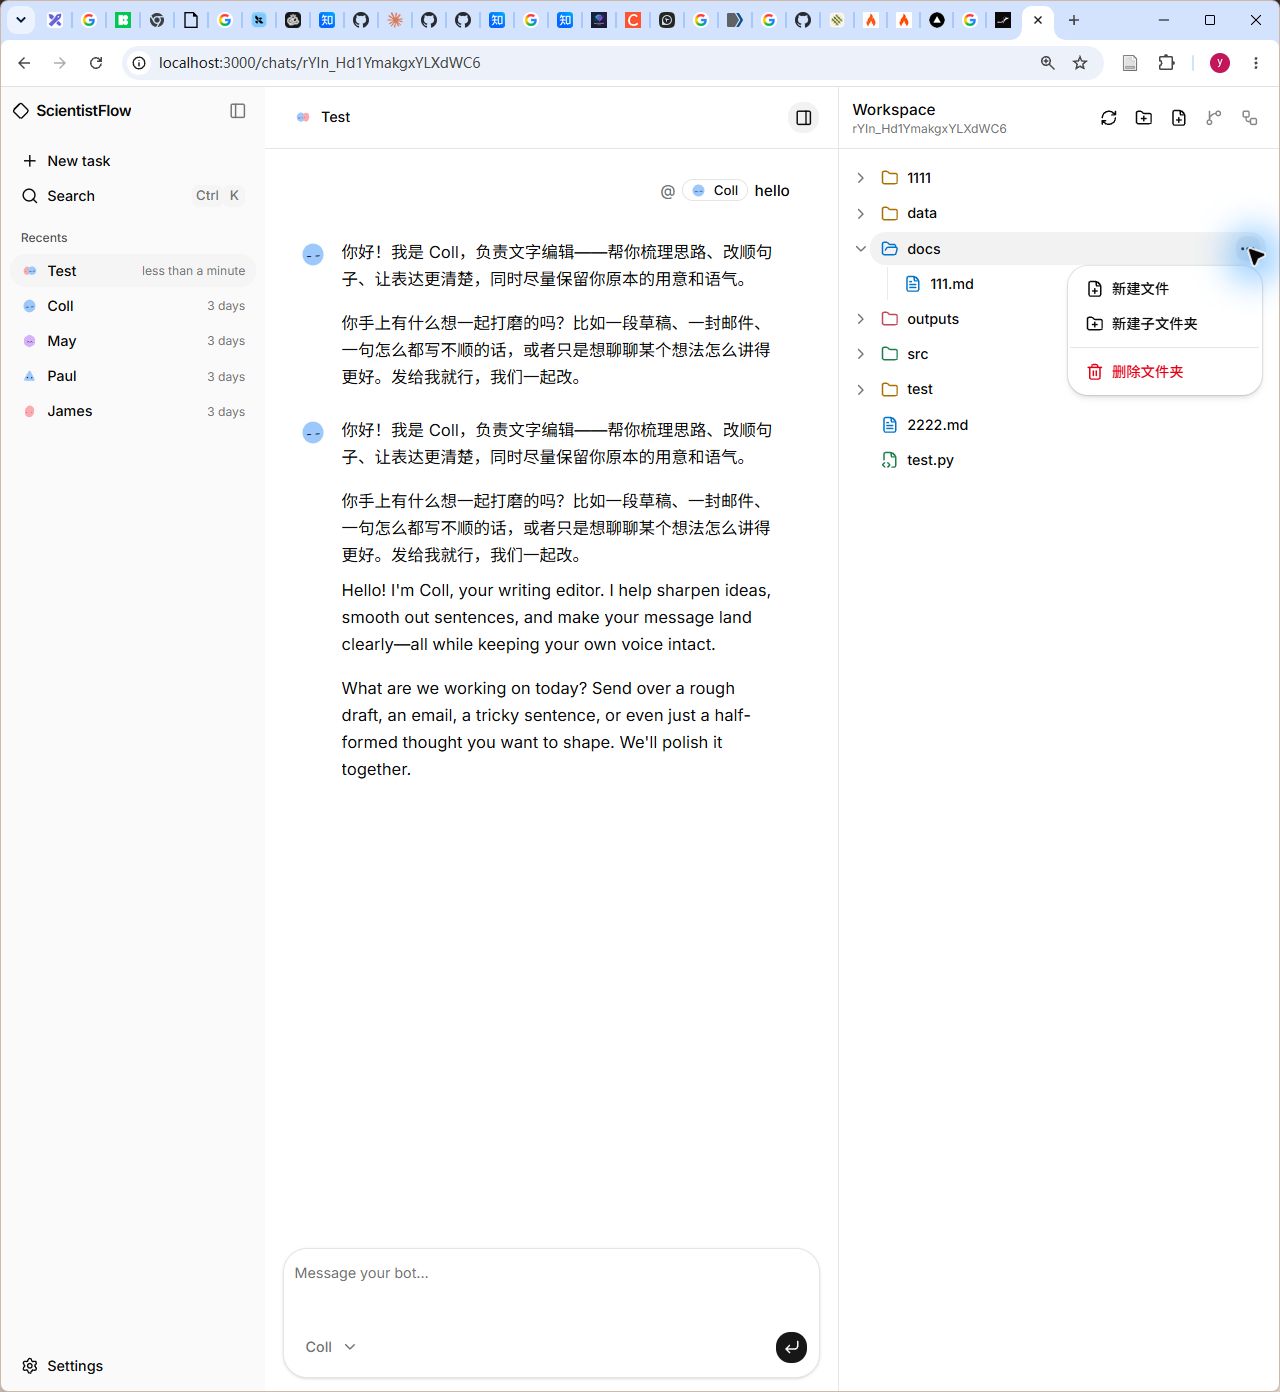 localhost:3000/chats/rYIn_Hd1YmakgxYLXdWC6
y
ScientistFlow
New task
Search Ctrl K
Recents
Test less than a minute
Coll 3 days
May 3 days
Paul 3 days
James 3 days
Settings
Test
@ Coll hello
你好！我是 Coll，负责文字编辑——帮你梳理思路、改顺句
子、让表达更清楚，同时尽量保留你原本的用意和语气。
你手上有什么想一起打磨的吗？比如一段草稿、一封邮件、
一句怎么都写不顺的话，或者只是想聊聊某个想法怎么讲得
更好。发给我就行，我们一起改。
你好！我是 Coll，负责文字编辑——帮你梳理思路、改顺句
子、让表达更清楚，同时尽量保留你原本的用意和语气。
你手上有什么想一起打磨的吗？比如一段草稿、一封邮件、
一句怎么都写不顺的话，或者只是想聊聊某个想法怎么讲得
更好。发给我就行，我们一起改。
Hello! I'm Coll, your writing editor. I help sharpen ideas,
smooth out sentences, and make your message land
clearly—all while keeping your own voice intact.
What are we working on today? Send over a rough
draft, an email, a tricky sentence, or even just a half-
formed thought you want to shape. We'll polish it
together.
Message your bot...
Coll
Workspace
rYIn_Hd1YmakgxYLXdWC6
1111
data
docs
111.md
outputs
src
test
2222.md
test.py
新建文件
新建子文件夹
删除文件夹